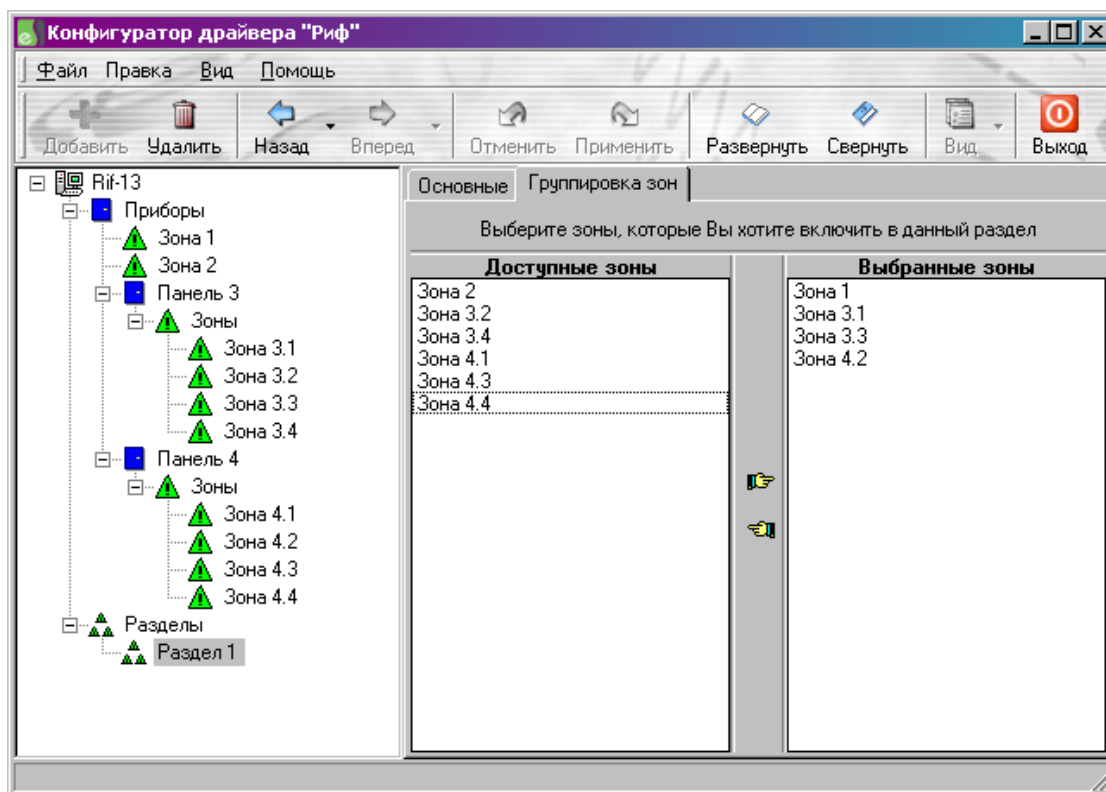 Конфигуратор драйвера "Риф"
Файл Правка Вид Помощь
Добавить Удалить Назад Вперед Отменить Применить Развернуть Свернуть Вид Выход
Rif-13
Приборы
Зона 1
Зона 2
Панель 3
Зоны
Зона 3.1
Зона 3.2
Зона 3.3
Зона 3.4
Панель 4
Зоны
Зона 4.1
Зона 4.2
Зона 4.3
Зона 4.4
Разделы
Раздел 1
Основные Группировка зон
Выберите зоны, которые Вы хотите включить в данный раздел
Доступные зоны
Зона 2
Зона 3.2
Зона 3.4
Зона 4.1
Зона 4.3
Зона 4.4
Выбранные зоны
Зона 1
Зона 3.1
Зона 3.3
Зона 4.2